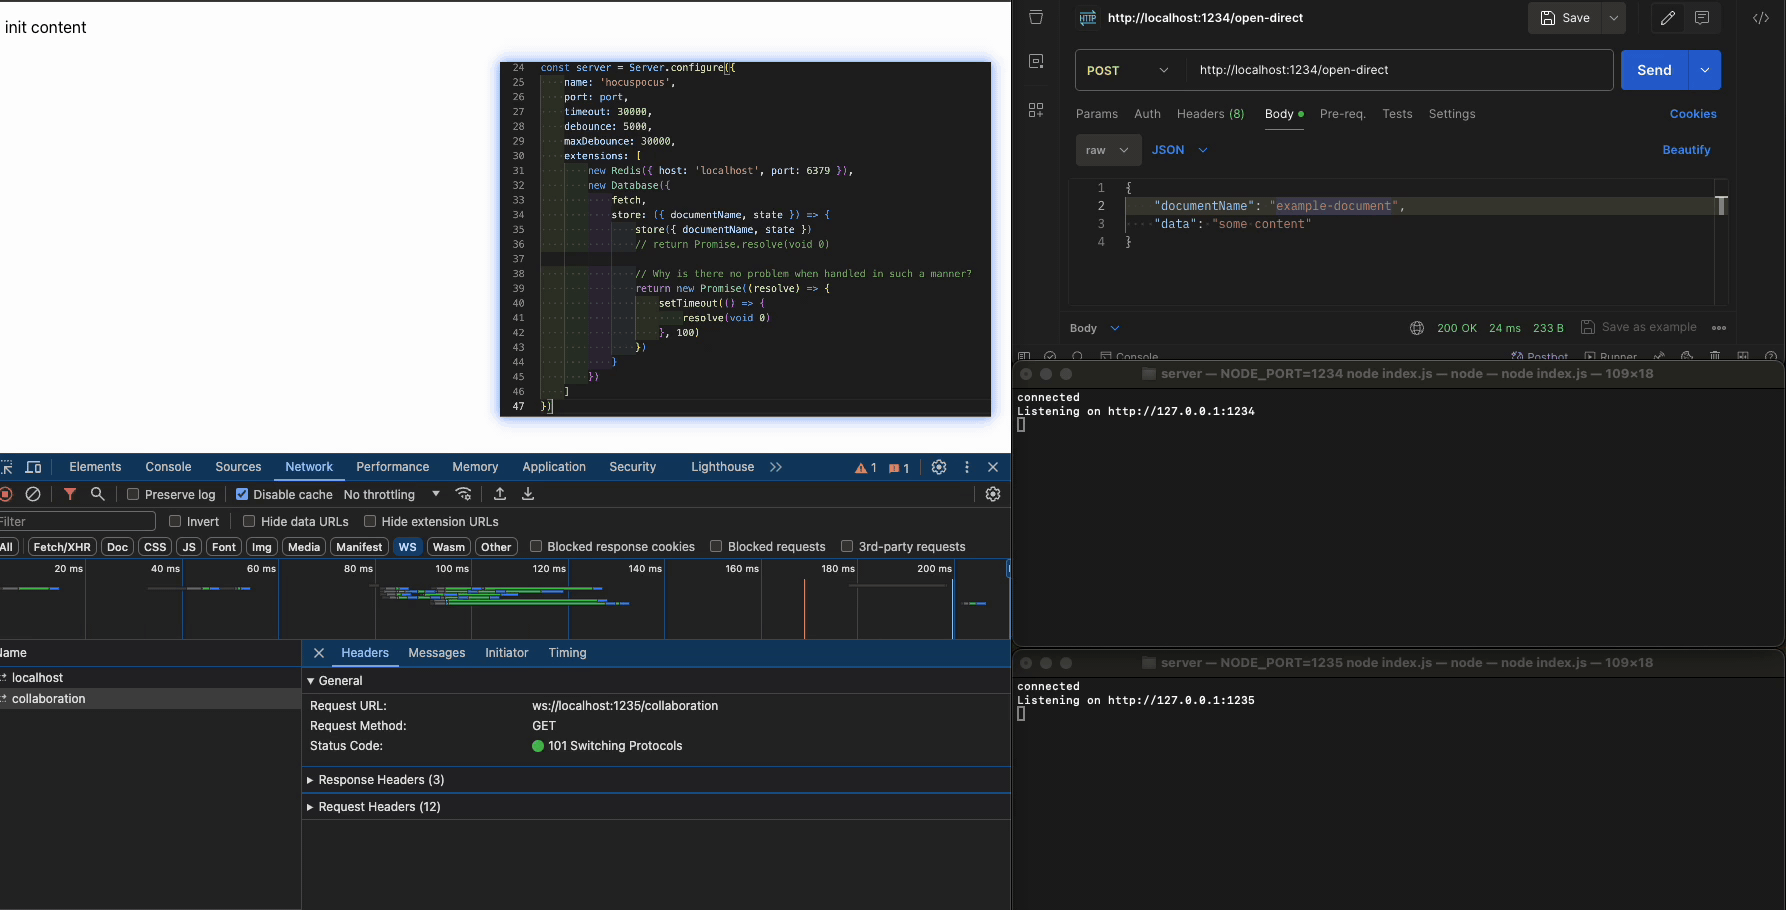 init content
24 const server = Server.configure({
25 name: 'hocuspocus',
26 port: port,
27 timeout: 30000,
28 debounce: 5000,
29 maxDebounce: 30000,
30 extensions: [
31 new Redis({ host: 'localhost', port: 6379 }),
32 new Database({
33 fetch,
34 store: ({ documentName, state }) => {
35 store({ documentName, state })
36 // return Promise.resolve(void 0)
37
38 // Why is there no problem when handled in such a manner?
39 return new Promise((resolve) => {
40 setTimeout(() => {
41 resolve(void 0)
42 }, 100)
43 })
44 }
45 })
46 ]
47 })
Elements Console Sources Network Performance Memory Application Security Lighthouse >> 1 1
Preserve log Disable cache No throttling
Filter Invert Hide data URLs Hide extension URLs
All Fetch/XHR Doc CSS JS Font Img Media Manifest WS Wasm Other Blocked response cookies Blocked requests 3rd-party requests
20 ms 40 ms 60 ms 80 ms 100 ms 120 ms 140 ms 160 ms 180 ms 200 ms
Name
localhost
collaboration
Headers Messages Initiator Timing
General
Request URL: ws://localhost:1235/collaboration
Request Method: GET
Status Code: 101 Switching Protocols
Response Headers (3)
Request Headers (12)
HTTP http://localhost:1234/open-direct Save </>
POST http://localhost:1234/open-direct Send
Params Auth Headers (8) Body Pre-req. Tests Settings Cookies
raw JSON Beautify
1 {
2 "documentName": "example-document",
3 "data": "some content"
4 }
Body 200 OK 24 ms 233 B Save as example
Console Postbot Runner
server — NODE_PORT=1234 node index.js — node — node index.js — 109×18
connected
Listening on http://127.0.0.1:1234
server — NODE_PORT=1235 node index.js — node — node index.js — 109×18
connected
Listening on http://127.0.0.1:1235